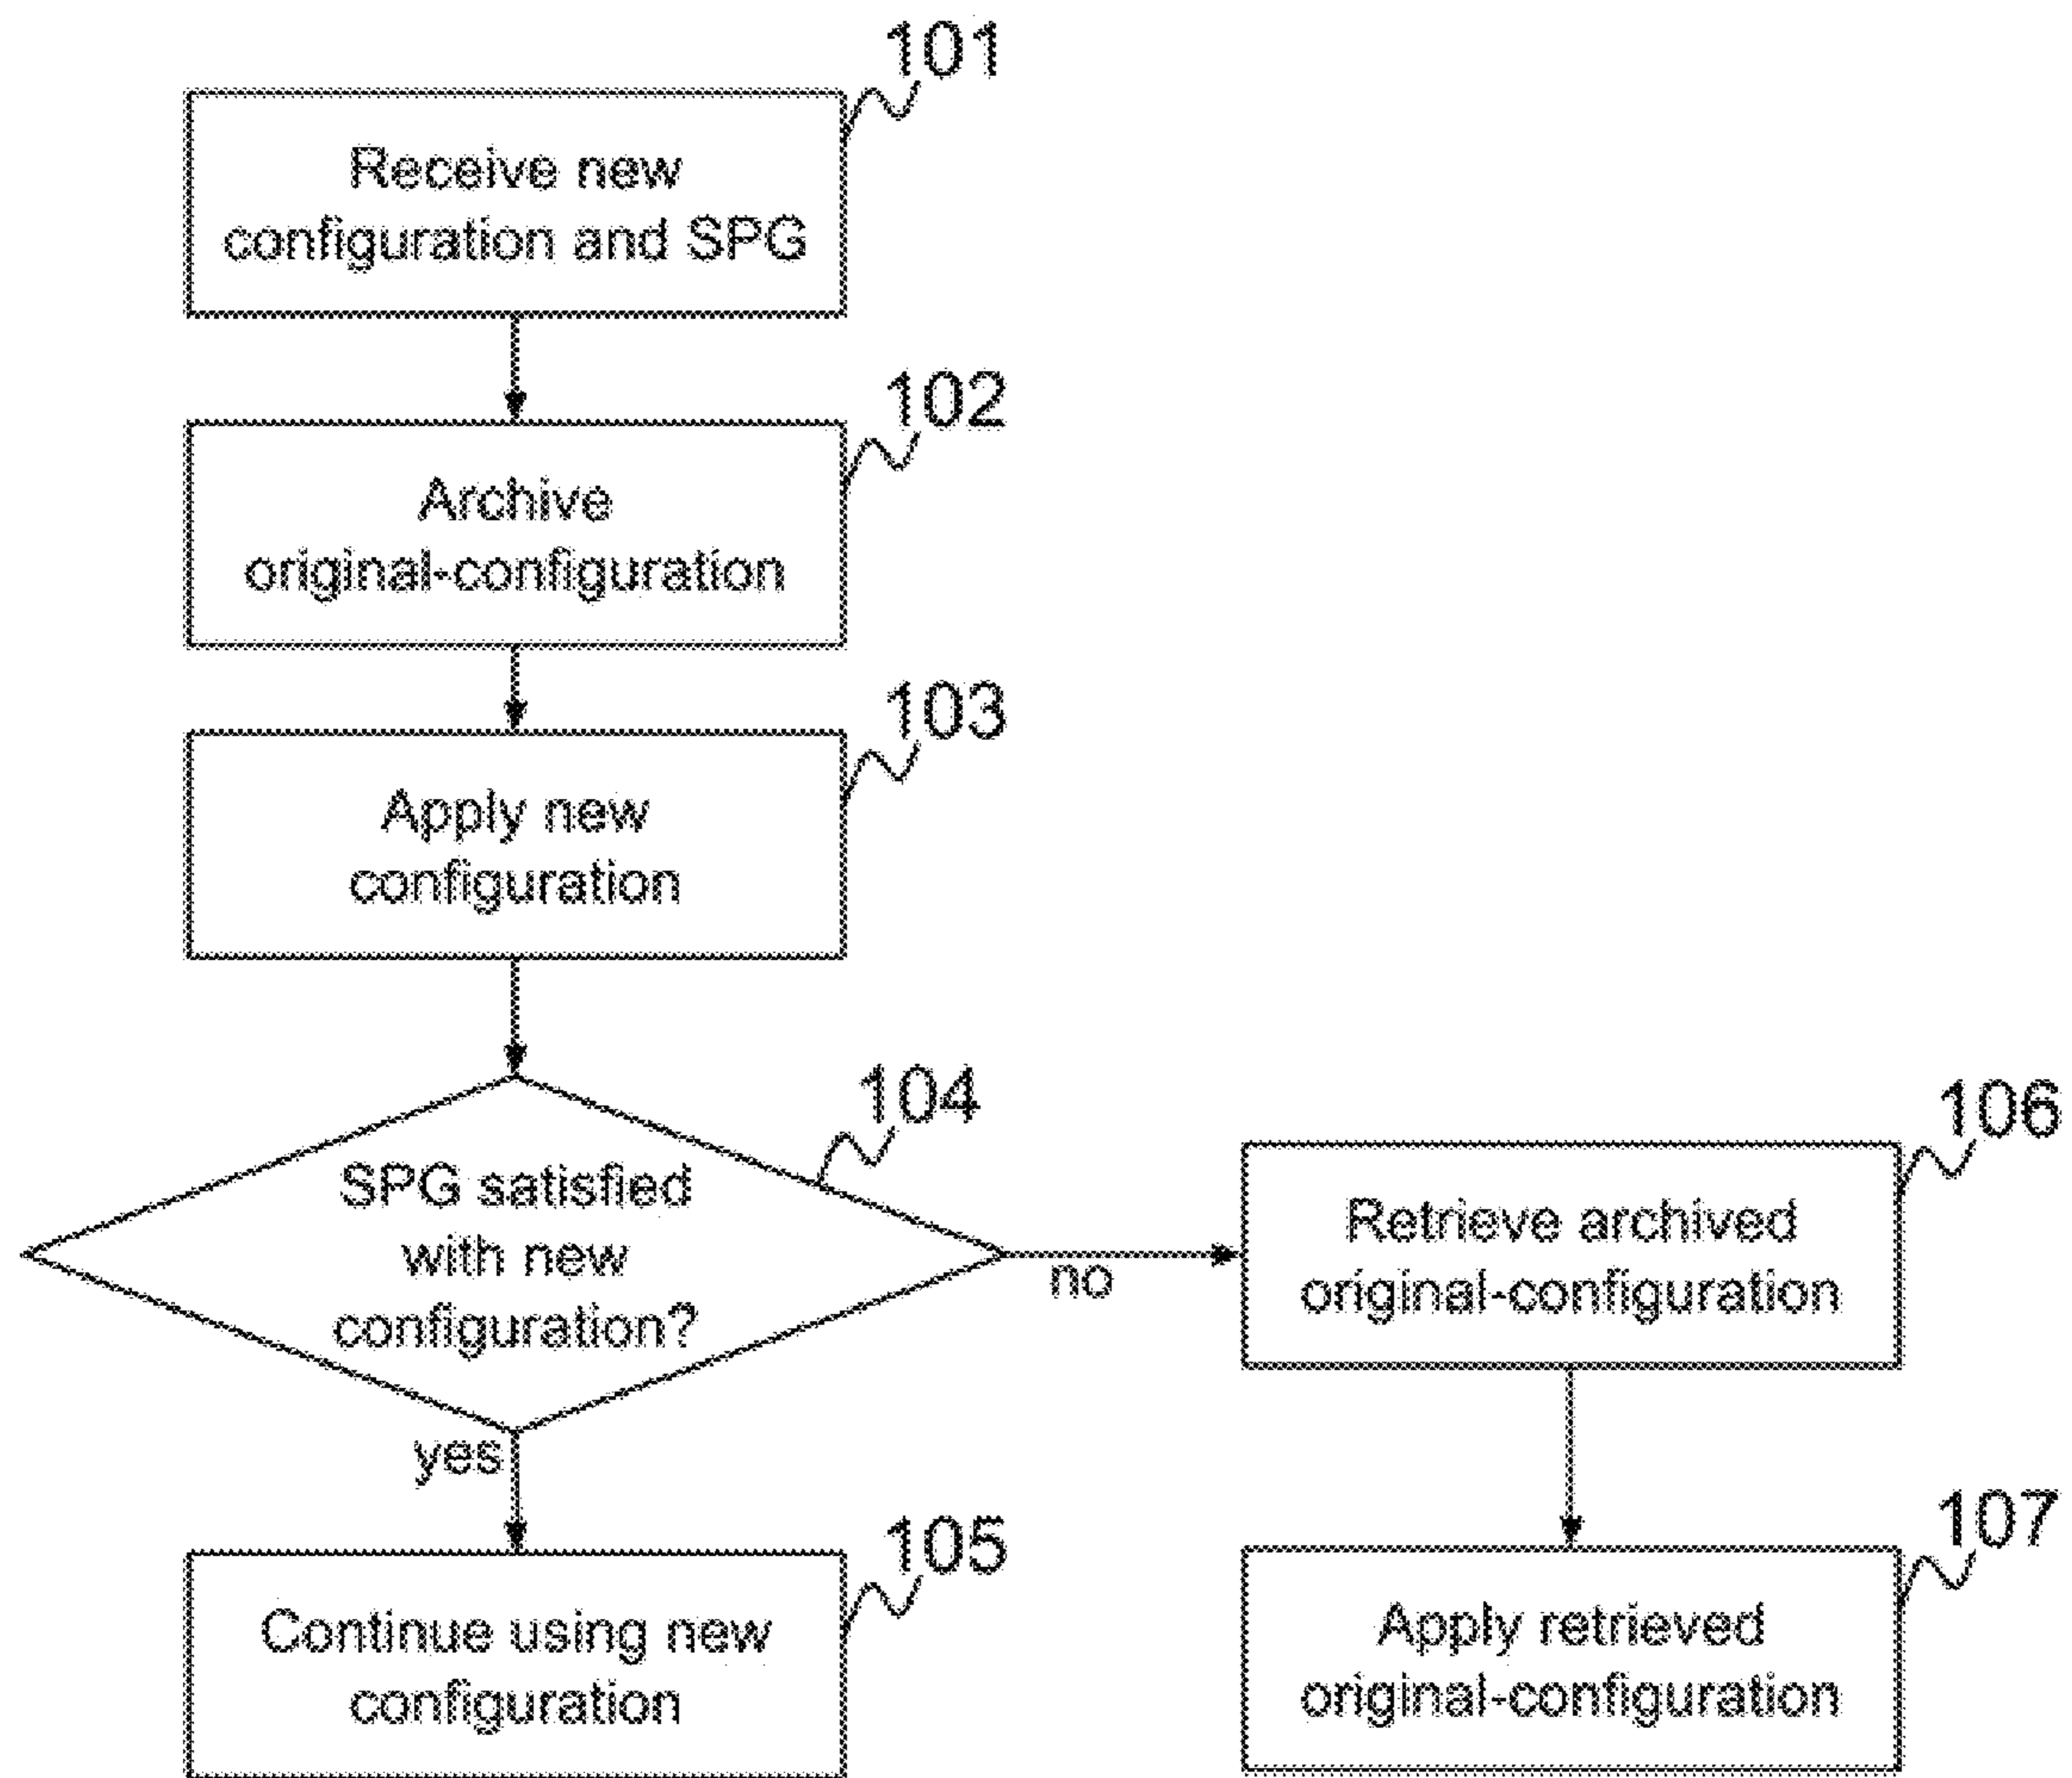 101
Receive new
configuration and SPG
102
Archive
original-configuration
103
Apply new
configuration
104
SPG satisfied
with new
configuration?
no
yes
105
Continue using new
configuration
106
Retrieve archived
original-configuration
107
Apply retrieved
original-configuration